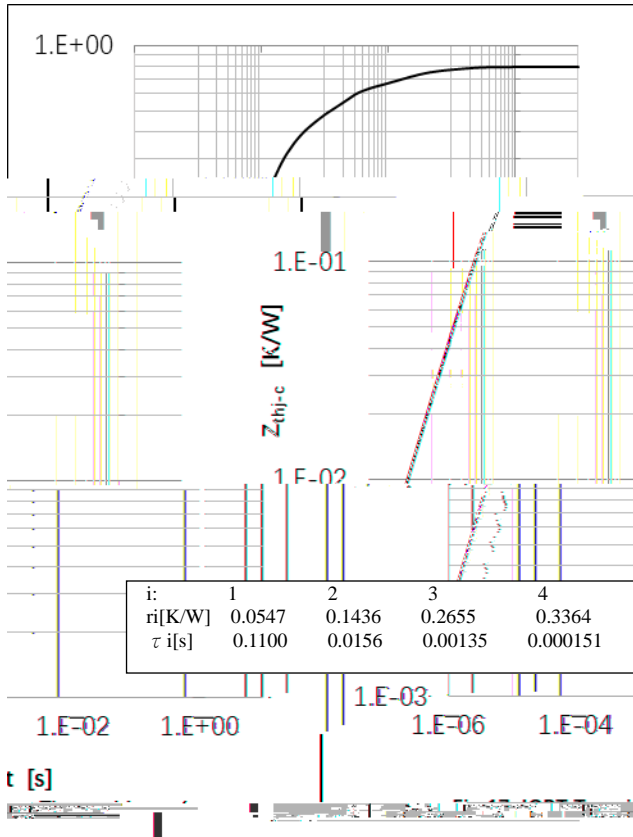 1.E+00
1.E-01
Zthj-c [K/W]
1.E-02
i: 1 2 3 4
ri[K/W] 0.0547 0.1436 0.2655 0.3364
τ i[s] 0.1100 0.0156 0.00135 0.000151
1.E-03
1.E-02 1.E+00 1.E-06 1.E-04
t [s]